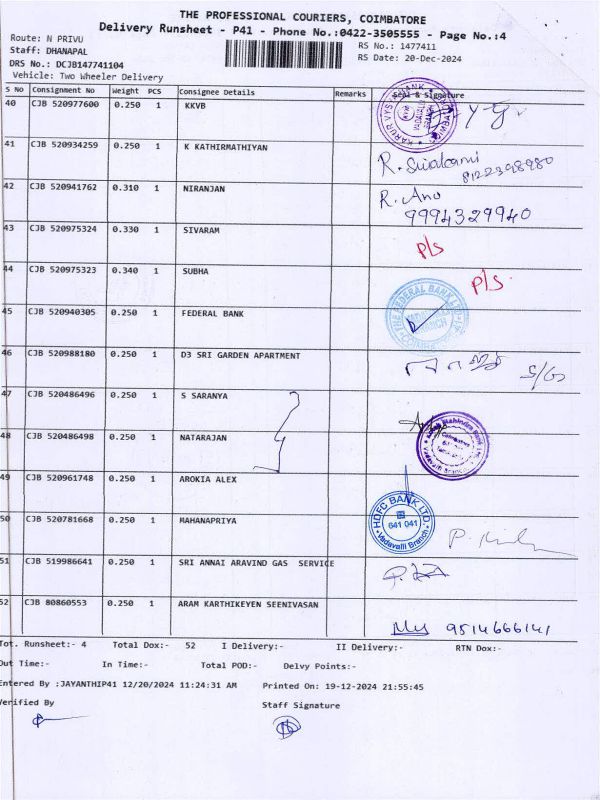 THE PROFESSIONAL COURIERS, COIMBATORE
Delivery Runsheet - P41 - Phone No.:0422-3505555 - Page No.:4
Route: N PRIVU
RS No.: 1477411
Staff: DHANAPAL
RS Date: 20-Dec-2024
DRS No.: DCJB147741104
Vehicle: Two Wheeler Delivery
S No Consignment No Weight PCS Consignee Details Remarks Seal & Signature
40 CJB 520977600 0.250 1 KKVB
41 CJB 520934259 0.250 1 K KATHIRMATHIYAN
8122398980
42 CJB 520941762 0.310 1 NIRANJAN R. Ano
9994329940
43 CJB 520975324 0.330 1 SIVARAM P/S
44 CJB 520975323 0.340 1 SUBHA P/S
45 CJB 520940305 0.250 1 FEDERAL BANK THE FEDERAL BANK LTD
46 CJB 520988180 0.250 1 D3 SRI GARDEN APARTMENT
47 CJB 520486496 0.250 1 S SARANYA
48 CJB 520486498 0.250 1 NATARAJAN
49 CJB 520961748 0.250 1 AROKIA ALEX
50 CJB 520781668 0.250 1 MAHANAPRIYA HDFC BANK LTD. 641 041 Vadavalli Branch
51 CJB 519986641 0.250 1 SRI ANNAI ARAVIND GAS SERVICE
52 CJB 80860553 0.250 1 ARAM KARTHIKEYEN SEENIVASAN
9514666141
Tot. Runsheet:- 4 Total Dox:- 52 I Delivery:- II Delivery:- RTN Dox:-
Out Time:- In Time:- Total POD:- Delvy Points:-
Entered By :JAYANTHIP41 12/20/2024 11:24:31 AM Printed On: 19-12-2024 21:55:45
Verified By Staff Signature